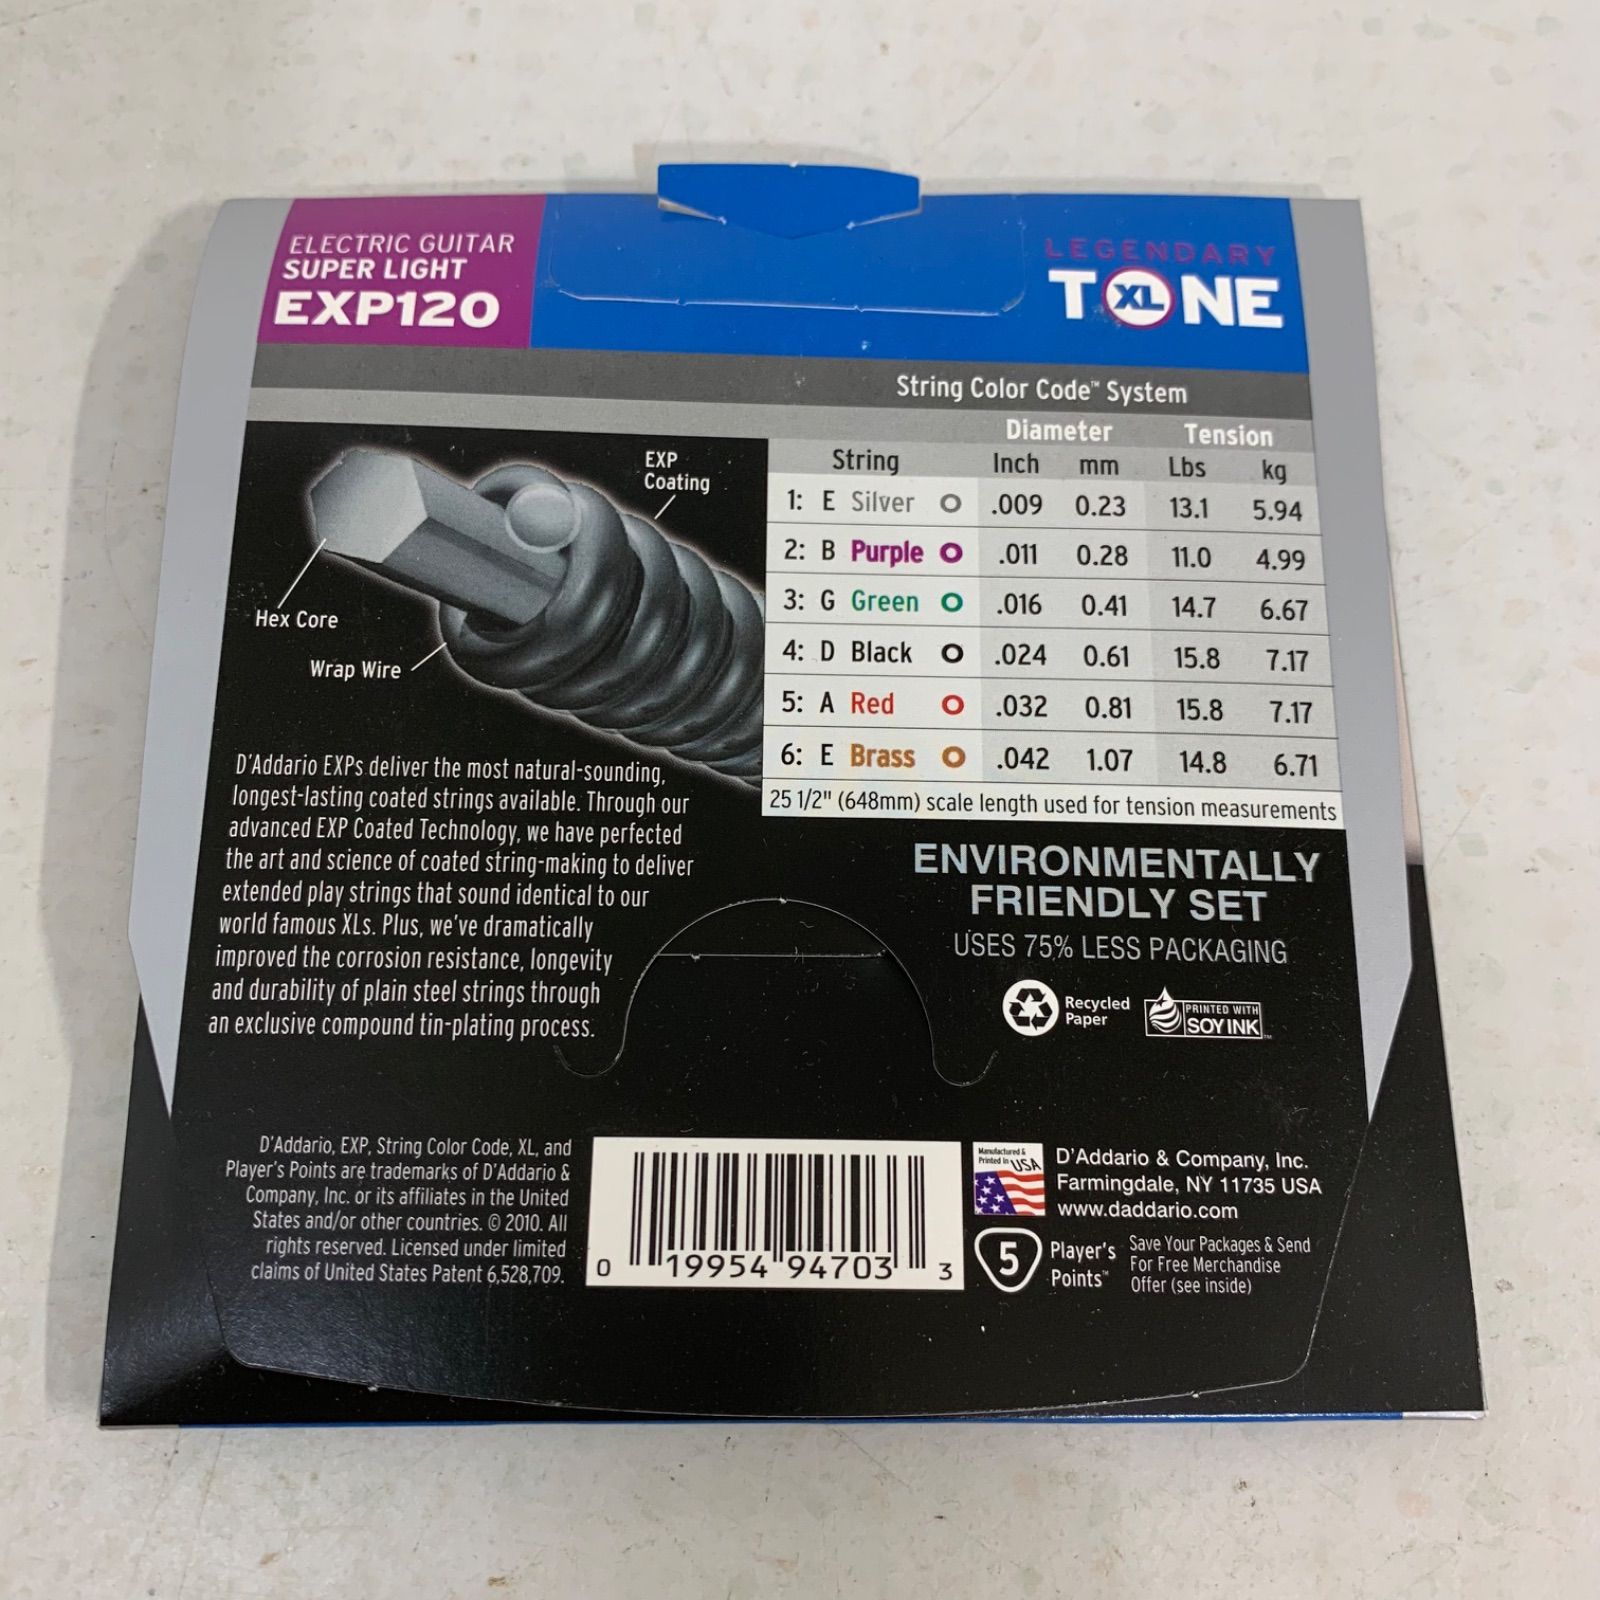 ELECTRIC GUITAR
SUPER LIGHT
EXP120
LEGENDARY
TXLNE
String Color Code™ System
Diameter Tension
String Inch mm Lbs kg
1: E Silver .009 0.23 13.1 5.94
2: B Purple .011 0.28 11.0 4.99
3: G Green .016 0.41 14.7 6.67
4: D Black .024 0.61 15.8 7.17
5: A Red .032 0.81 15.8 7.17
6: E Brass .042 1.07 14.8 6.71
25 1/2" (648mm) scale length used for tension measurements
EXP
Coating
Hex Core
Wrap Wire
D'Addario EXPs deliver the most natural-sounding,
longest-lasting coated strings available. Through our
advanced EXP Coated Technology, we have perfected
the art and science of coated string-making to deliver
extended play strings that sound identical to our
world famous XLs. Plus, we've dramatically
improved the corrosion resistance, longevity
and durability of plain steel strings through
an exclusive compound tin-plating process.
ENVIRONMENTALLY
FRIENDLY SET
USES 75% LESS PACKAGING
Recycled
Paper
PRINTED WITH
SOY INK™
D'Addario, EXP, String Color Code, XL, and
Player's Points are trademarks of D'Addario &
Company, Inc. or its affiliates in the United
States and/or other countries. © 2010. All
rights reserved. Licensed under limited
claims of United States Patent 6,528,709.
0 19954 94703 3
Manufactured &
Printed in USA
D'Addario & Company, Inc.
Farmingdale, NY 11735 USA
www.daddario.com
5
Player's
Points™
Save Your Packages & Send
For Free Merchandise
Offer (see inside)